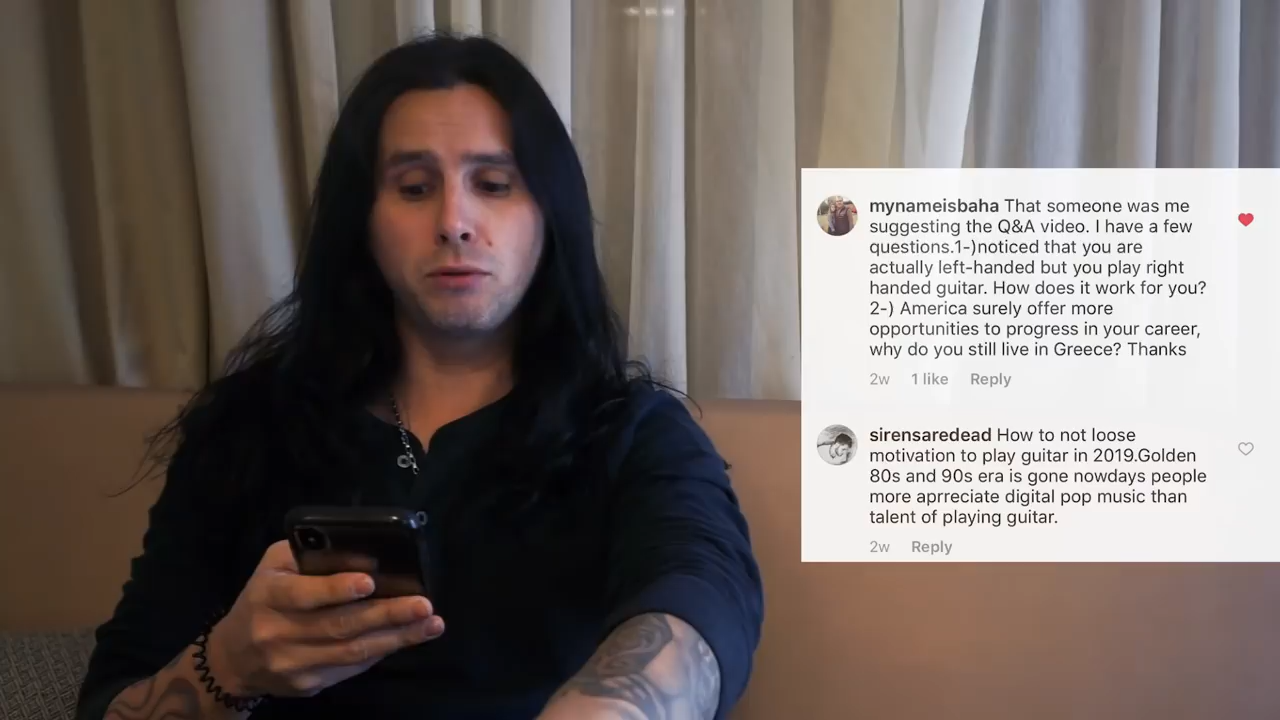 mynameisbaha That someone was me
suggesting the Q&A video. I have a few
questions.1-)noticed that you are
actually left-handed but you play right
handed guitar. How does it work for you?
2-) America surely offer more
opportunities to progress in your career,
why do you still live in Greece? Thanks
2w 1 like Reply
sirensaredead How to not loose
motivation to play guitar in 2019.Golden
80s and 90s era is gone nowdays people
more aprreciate digital pop music than
talent of playing guitar.
2w Reply